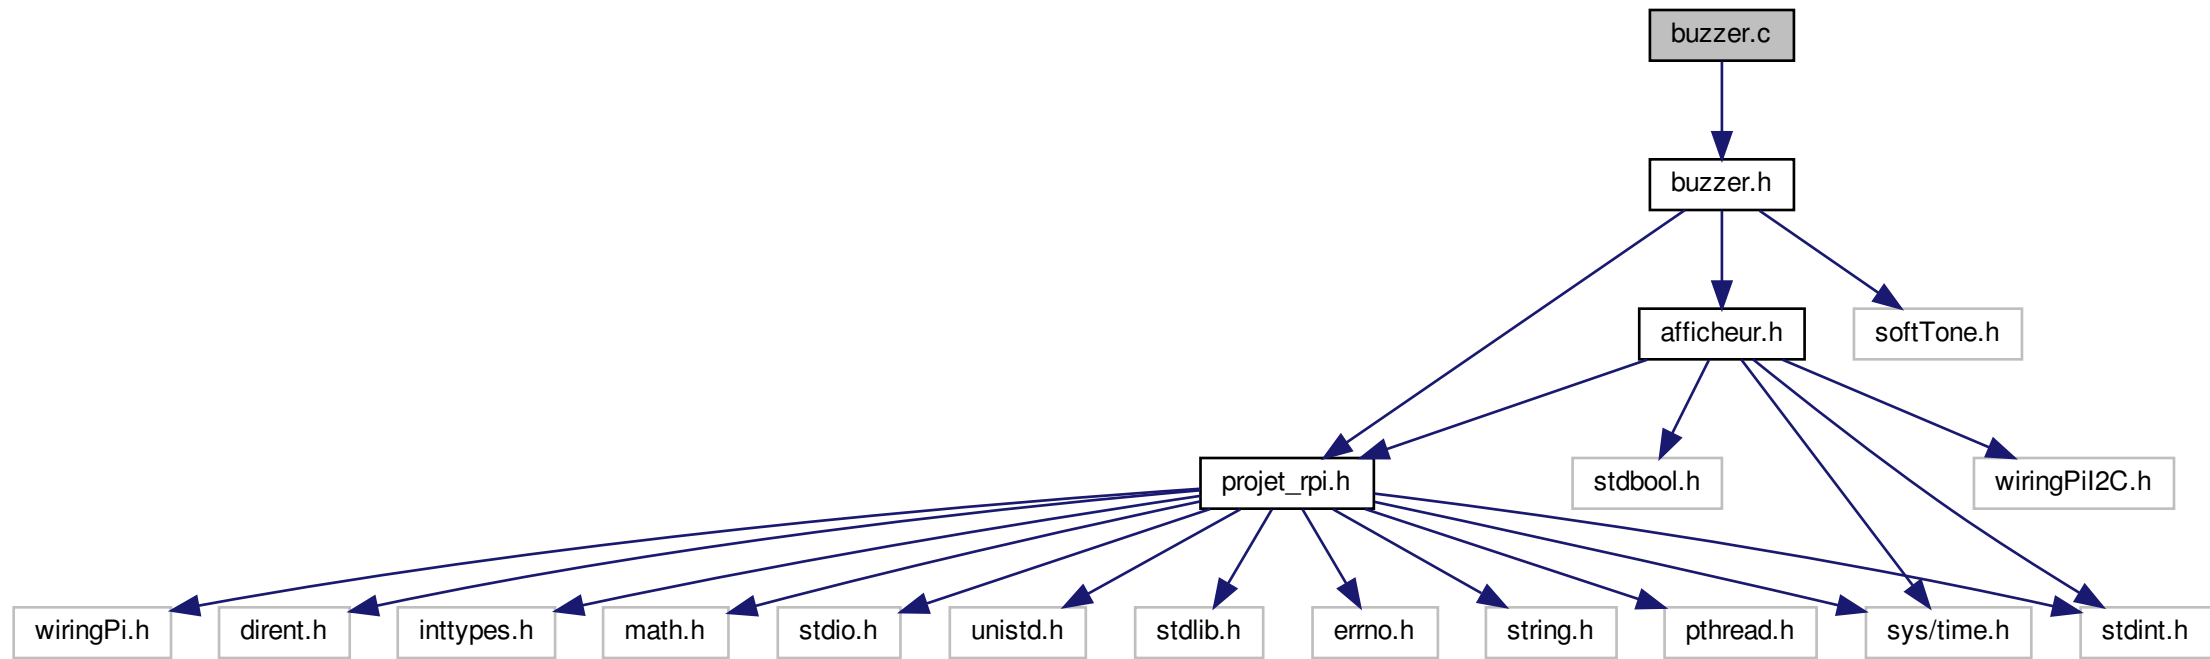 buzzer.c
buzzer.h
afficheur.h
softTone.h
projet_rpi.h
stdbool.h
wiringPiI2C.h
wiringPi.h
dirent.h
inttypes.h
math.h
stdio.h
unistd.h
stdlib.h
errno.h
string.h
pthread.h
sys/time.h
stdint.h